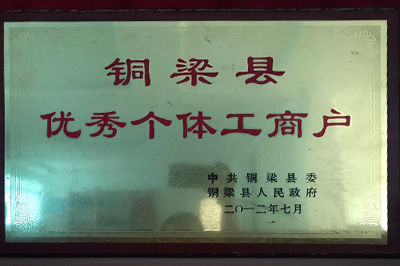 铜梁县
优秀个体工商户
中共铜梁县委
铜梁县人民政府
二〇一二年七月